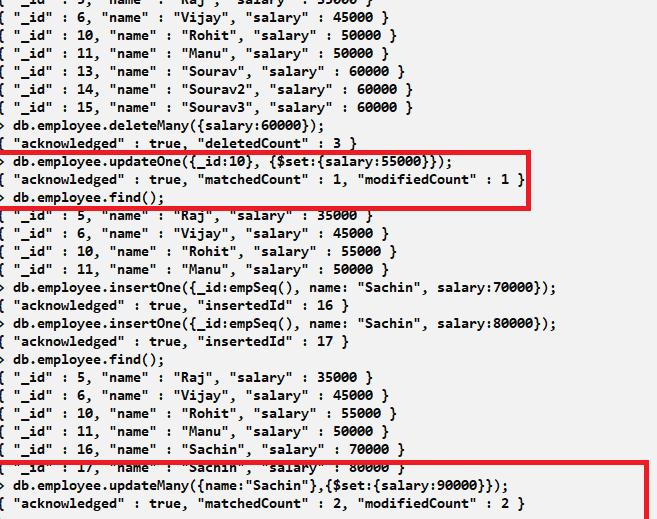 { "_id" : 5, "name" : "Raj", "salary" : 35000 }
{ "_id" : 6, "name" : "Vijay", "salary" : 45000 }
{ "_id" : 10, "name" : "Rohit", "salary" : 50000 }
{ "_id" : 11, "name" : "Manu", "salary" : 50000 }
{ "_id" : 13, "name" : "Sourav", "salary" : 60000 }
{ "_id" : 14, "name" : "Sourav2", "salary" : 60000 }
{ "_id" : 15, "name" : "Sourav3", "salary" : 60000 }
> db.employee.deleteMany({salary:60000});
{ "acknowledged" : true, "deletedCount" : 3 }
> db.employee.updateOne({_id:10}, {$set:{salary:55000}});
{ "acknowledged" : true, "matchedCount" : 1, "modifiedCount" : 1 }
> db.employee.find();
{ "_id" : 5, "name" : "Raj", "salary" : 35000 }
{ "_id" : 6, "name" : "Vijay", "salary" : 45000 }
{ "_id" : 10, "name" : "Rohit", "salary" : 55000 }
{ "_id" : 11, "name" : "Manu", "salary" : 50000 }
> db.employee.insertOne({_id:empSeq(), name: "Sachin", salary:70000});
{ "acknowledged" : true, "insertedId" : 16 }
> db.employee.insertOne({_id:empSeq(), name: "Sachin", salary:80000});
{ "acknowledged" : true, "insertedId" : 17 }
> db.employee.find();
{ "_id" : 5, "name" : "Raj", "salary" : 35000 }
{ "_id" : 6, "name" : "Vijay", "salary" : 45000 }
{ "_id" : 10, "name" : "Rohit", "salary" : 55000 }
{ "_id" : 11, "name" : "Manu", "salary" : 50000 }
{ "_id" : 16, "name" : "Sachin", "salary" : 70000 }
{ "_id" : 17, "name" : "Sachin", "salary" : 80000 }
> db.employee.updateMany({name:"Sachin"},{$set:{salary:90000}});
{ "acknowledged" : true, "matchedCount" : 2, "modifiedCount" : 2 }